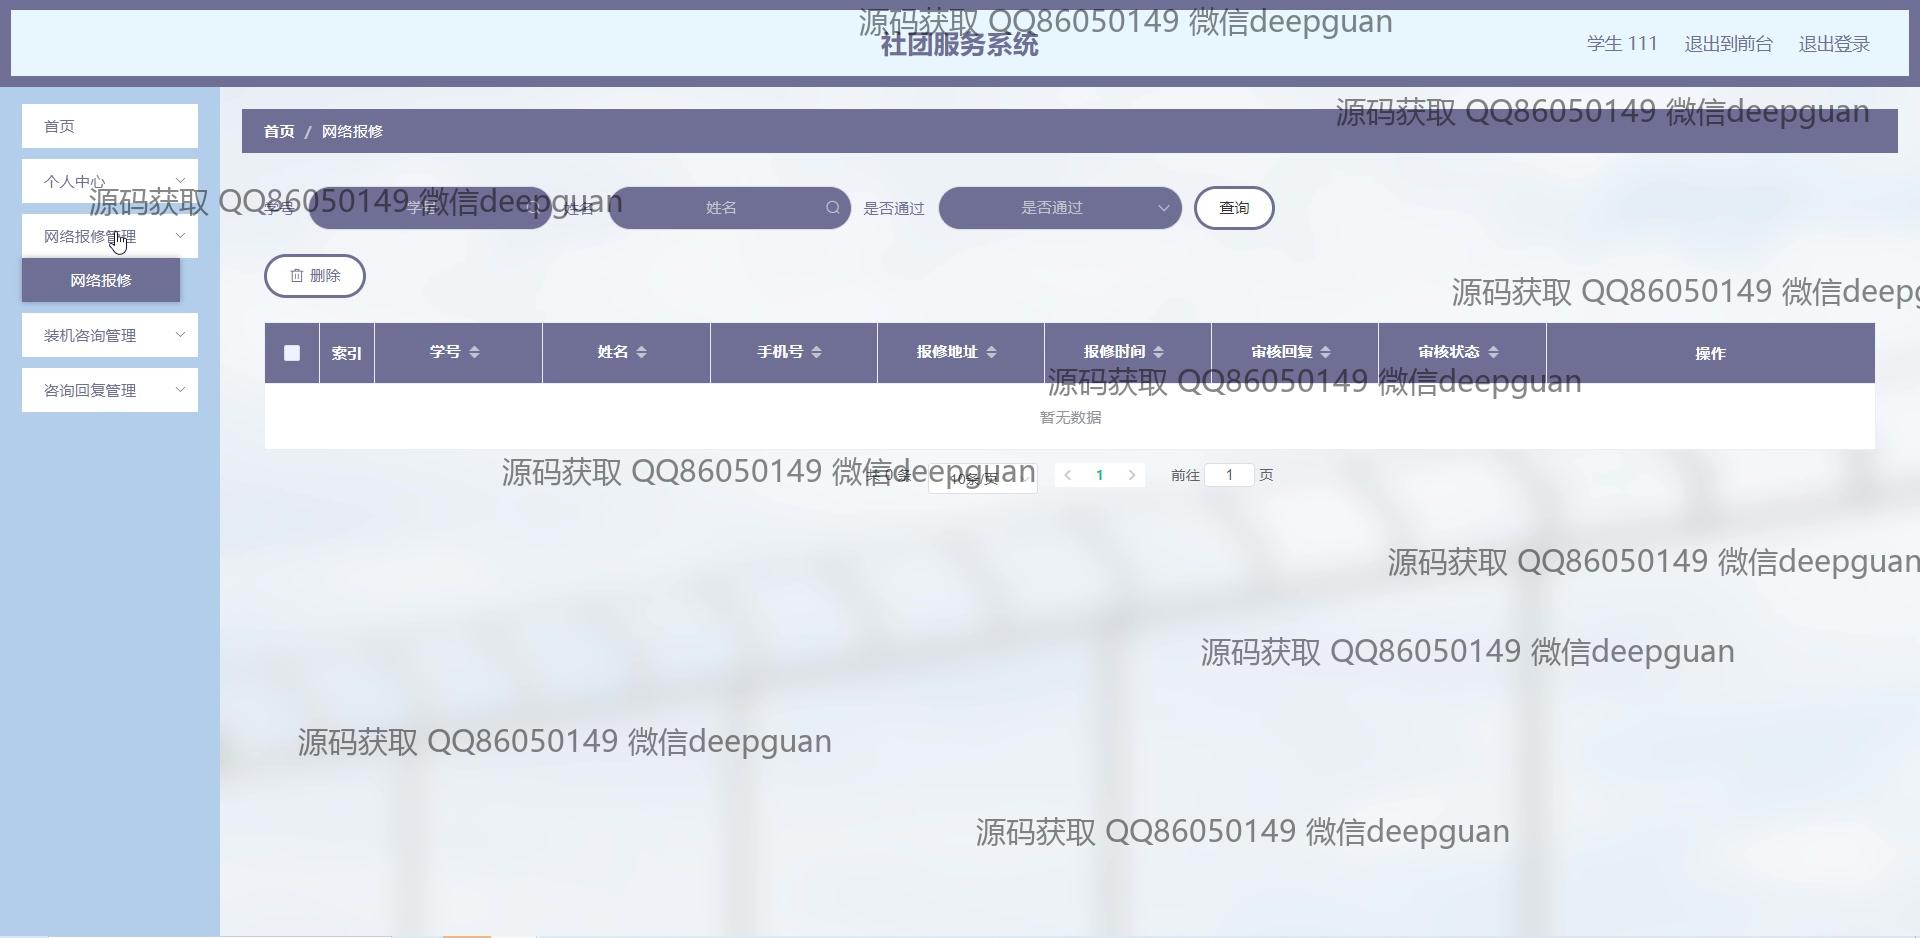 源码获取 QQ86050149 微信deepguan
社团服务系统
学生 111 退出到前台 退出登录
源码获取 QQ86050149 微信deepguan
首页
首页 / 网络报修
个人中心
源码获取 QQ86050149 微信deepguan
学号 学号 姓名 姓名 是否通过 是否通过 查询
网络报修管理
网络报修
删除
源码获取 QQ86050149 微信deepg
装机咨询管理
索引 学号 姓名 手机号 报修地址 报修时间 审核回复 审核状态 操作
源码获取 QQ86050149 微信deepguan
咨询回复管理
暂无数据
源码获取 QQ86050149 微信deepguan
共 0 条 10条/页 1 前往 1 页
源码获取 QQ86050149 微信deepguan
源码获取 QQ86050149 微信deepguan
源码获取 QQ86050149 微信deepguan
源码获取 QQ86050149 微信deepguan